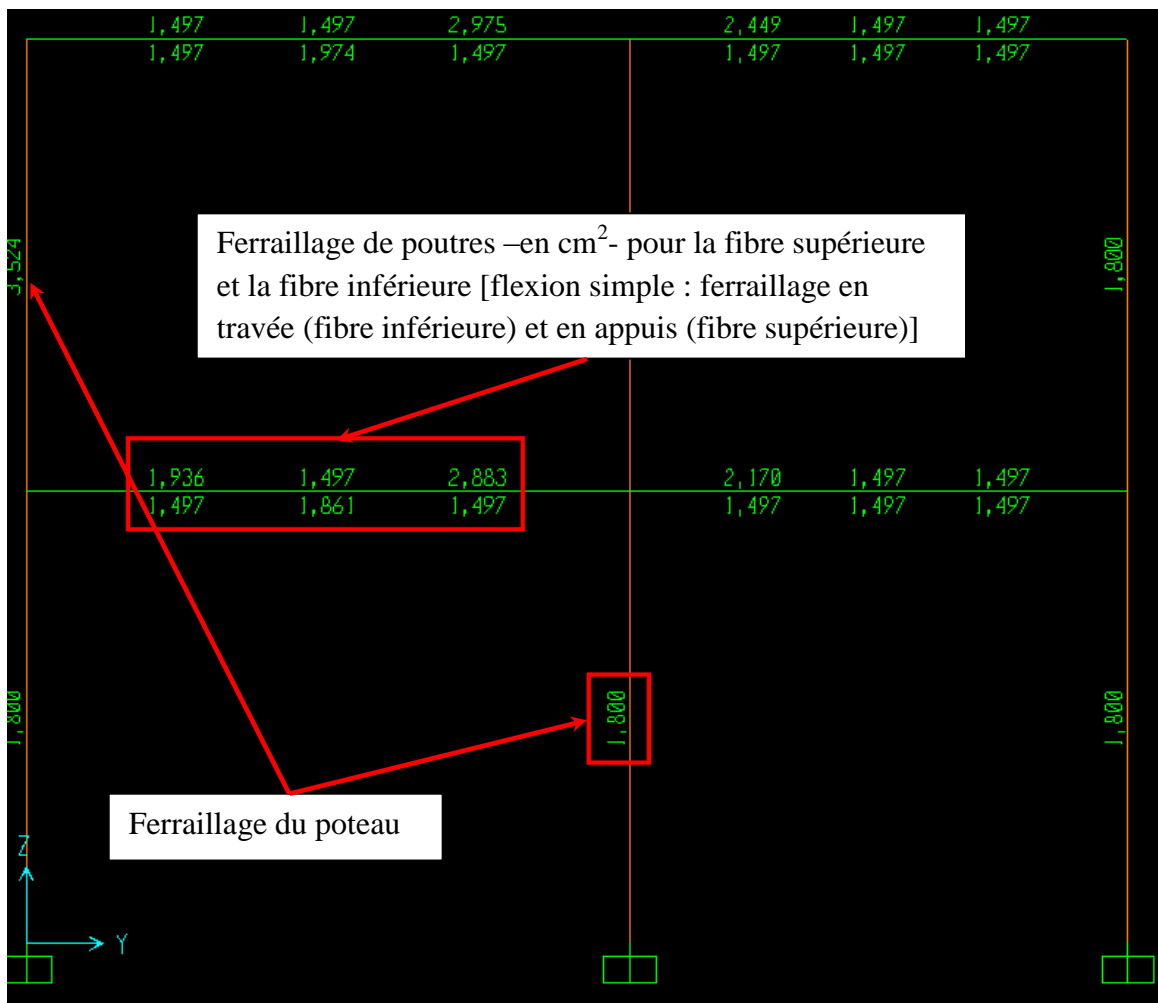 1,497 1,497 2,975 2,449 1,497 1,497
1,497 1,974 1,497 1,497 1,497 1,497
Ferraillage de poutres –en cm²- pour la fibre supérieure
et la fibre inférieure [flexion simple : ferraillage en
travée (fibre inférieure) et en appuis (fibre supérieure)]
3,524
1,800
1,936 1,497 2,883 2,170 1,497 1,497
1,497 1,861 1,497 1,497 1,497 1,497
1,800
1,800
1,800
Ferraillage du poteau
Z
Y